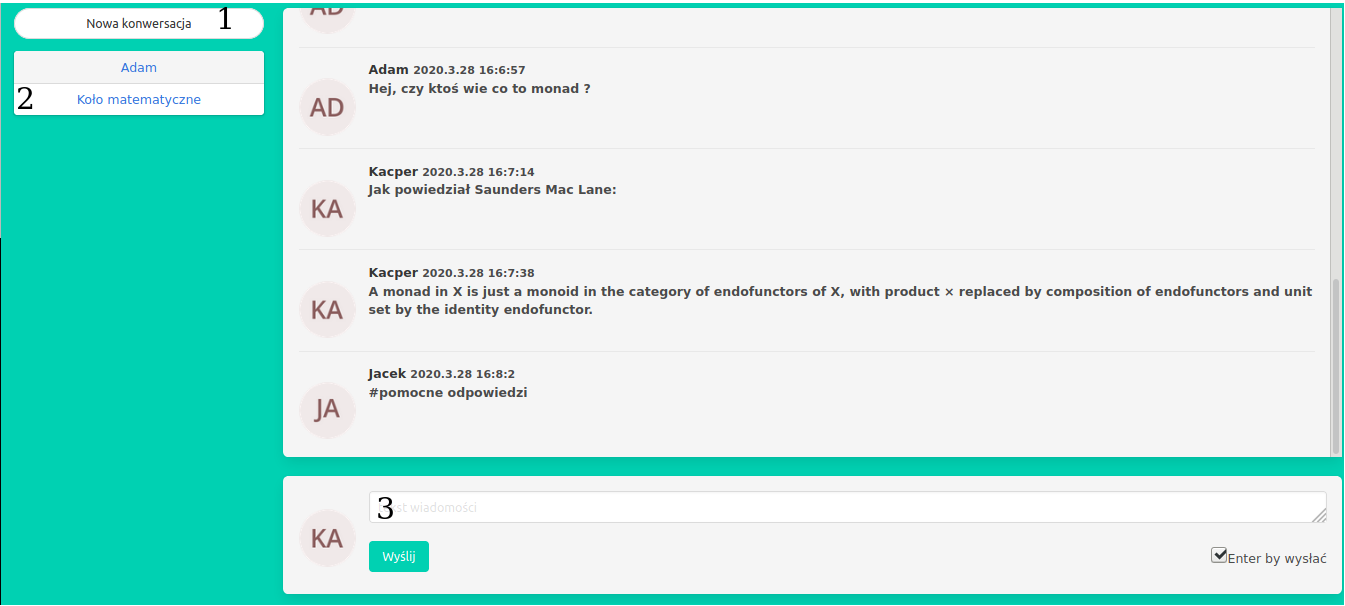 Nowa konwersacja 1
Adam
2 Koło matematyczne
AD
Adam 2020.3.28 16:6:57
Hej, czy ktoś wie co to monad ?
AD
Kacper 2020.3.28 16:7:14
Jak powiedział Saunders Mac Lane:
KA
Kacper 2020.3.28 16:7:38
A monad in X is just a monoid in the category of endofunctors of X, with product × replaced by composition of endofunctors and unit
set by the identity endofunctor.
KA
Jacek 2020.3.28 16:8:2
#pomocne odpowiedzi
JA
3 wiadomości
KA
Wyślij
Enter by wysłać